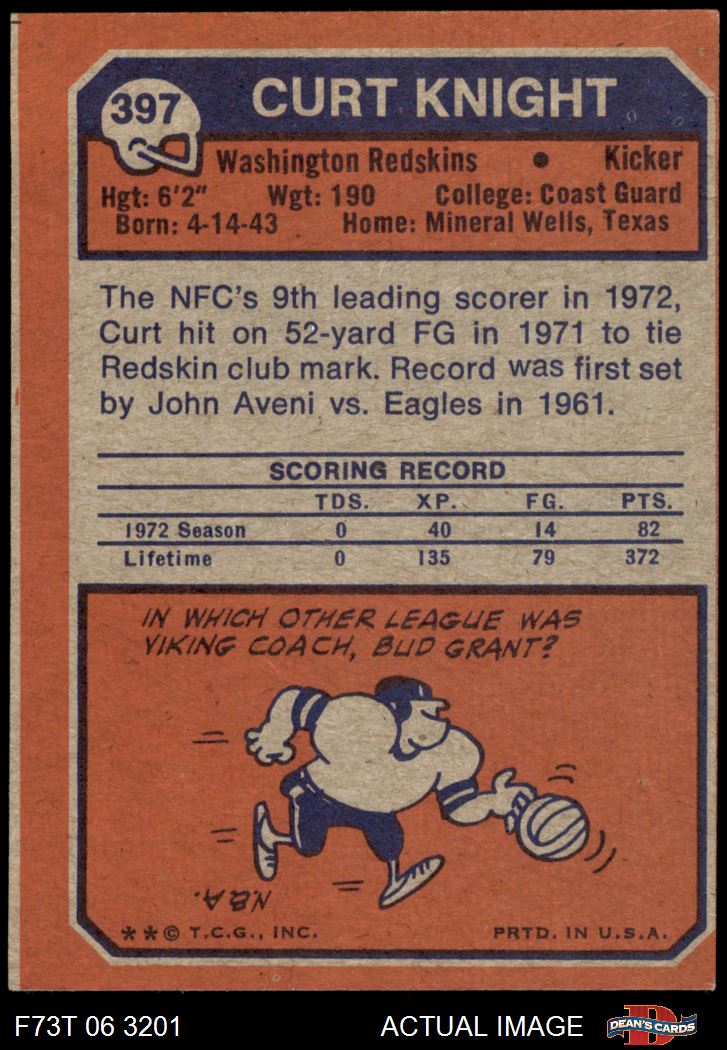 397
CURT KNIGHT
Washington Redskins • Kicker
Hgt: 6'2" Wgt: 190 College: Coast Guard
Born: 4-14-43 Home: Mineral Wells, Texas
The NFC's 9th leading scorer in 1972,
Curt hit on 52-yard FG in 1971 to tie
Redskin club mark. Record was first set
by John Aveni vs. Eagles in 1961.
SCORING RECORD
TDS. XP. FG. PTS.
1972 Season 0 40 14 82
Lifetime 0 135 79 372
IN WHICH OTHER LEAGUE WAS
VIKING COACH, BUD GRANT?
N.B.A.
**© T.C.G., INC. PRTD. IN U.S.A.
F73T 06 3201 ACTUAL IMAGE D DEAN'S CARDS